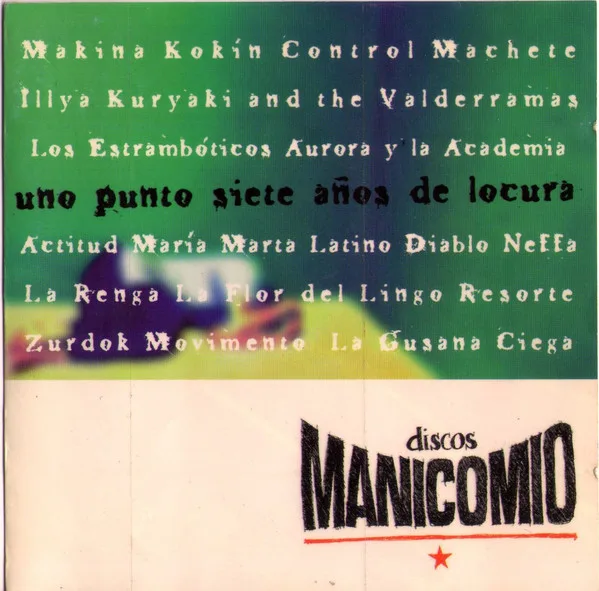 Makina Kokín Control Machete
Illya Kuryaki and the Valderramas
Los Estrambóticos Aurora y la Academia
uno punto siete años de locura
Actitud María Marta Latino Diablo Neffa
La Renga La Flor del Lingo Resorte
Zurdok Movimento La Gusana Ciega
discos
MANICOMIO